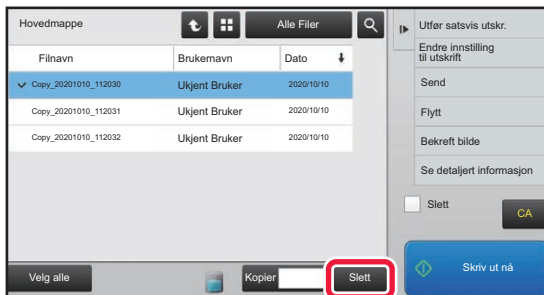 Hovedmappe
Alle Filer
Filnavn
Brukernavn
Dato
Copy_20201010_112030
Ukjent Bruker
2020/10/10
Copy_20201010_112031
Ukjent Bruker
2020/10/10
Copy_20201010_112032
Ukjent Bruker
2020/10/10
Velg alle
Kopier
Slett
Utfør satsvis utskr.
Endre innstilling
til utskrift
Send
Flytt
Bekreft bilde
Se detaljert informasjon
Slett
CA
Skriv ut nå